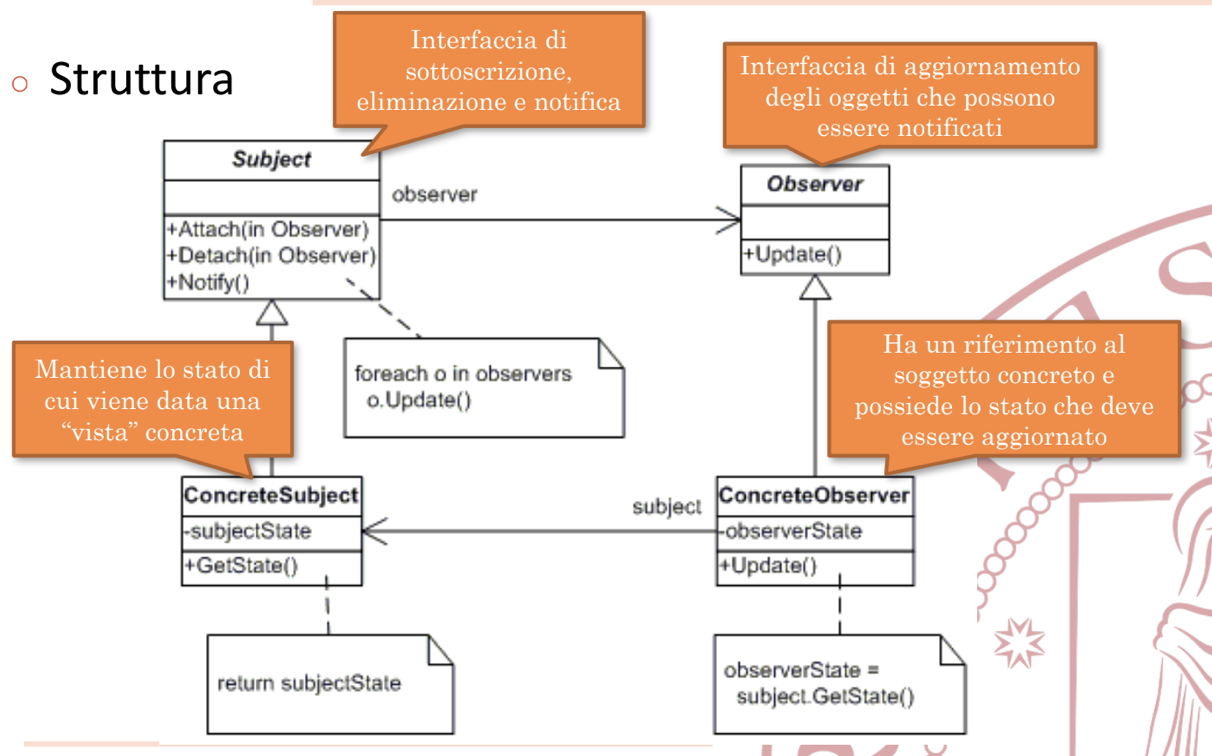 Struttura
Interfaccia di
sottoscrizione,
eliminazione e notifica
Interfaccia di aggiornamento
degli oggetti che possono
essere notificati
Subject
+Attach(in Observer)
+Detach(in Observer)
+Notify()
observer
Observer
+Update()
foreach o in observers
o.Update()
Mantiene lo stato di
cui viene data una
“vista” concreta
Ha un riferimento al
soggetto concreto e
possiede lo stato che deve
essere aggiornato
ConcreteSubject
-subjectState
+GetState()
subject
ConcreteObserver
-observerState
+Update()
return subjectState
observerState =
subject.GetState()